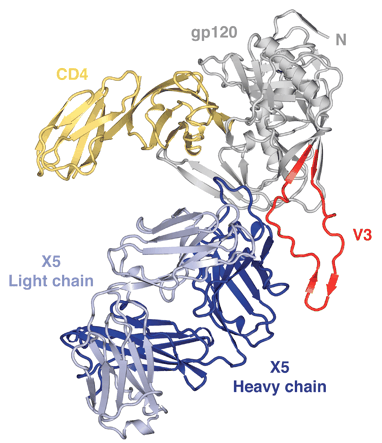 gp120
N
CD4
V3
X5
Light chain
X5
Heavy chain